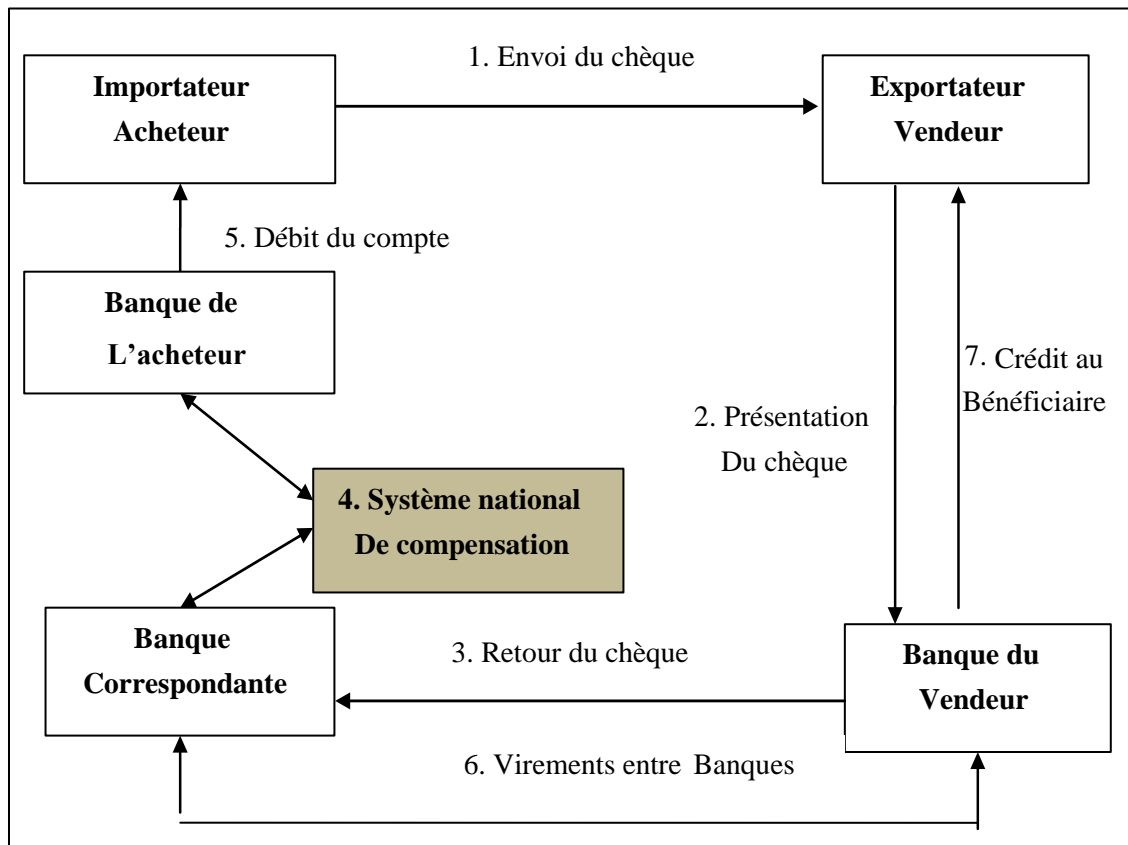 1. Envoi du chèque
Importateur
Acheteur
Exportateur
Vendeur
5. Débit du compte
Banque de
L'acheteur
7. Crédit au
Bénéficiaire
2. Présentation
Du chèque
4. Système national
De compensation
Banque
Correspondante
3. Retour du chèque
Banque du
Vendeur
6. Virements entre Banques